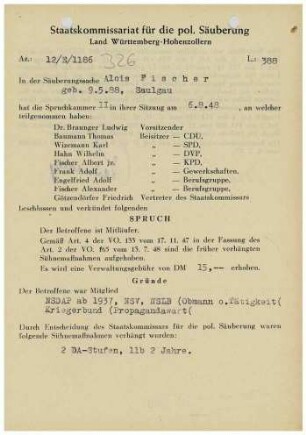 Staatskommissariat für die pol. Säuberung
Land Württemberg-Hohenzollern
Az.: 12/X/1186 326 L: 388
In der Säuberungssache Alois Fischer
geb. 9.5.88, Saulgau
hat die Spruchkammer II in ihrer Sitzung am 6.9.48 , an welcher
teilgenommen haben:
Dr. Braunger Ludwig Vorsitzender
Baumann Thomas Beisitzer – CDU,
Wizemann Karl „ – SPD,
Hahn Wilhelm „ – DVP,
Fischer Albert jr. „ – KPD,
Frank Adolf „ – Gewerkschaften,
Engelfried Adolf „ – Berufsgruppe,
Fischer Alexander „ – Berufsgruppe,
Götzendörfer Friedrich Vertreter des Staatskommissars
beschlossen und verkündet folgenden
SPRUCH
Der Betroffene ist Mitläufer.
Gemäß Art. 4 der VO. 133 vom 17. 11. 47 in der Fassung des
Art. 2 der VO. 165 vom 13. 7. 48 sind die früher verhängten
Sühnemaßnahmen aufgehoben.
Es wird eine Verwaltungsgebühr von DM 15,-- erhoben.
Gründe
Der Betroffene war Mitglied
NSDAP ab 1937, NSV, NSLB (Obmann o.Tätigkeit(
Kriegerbund (Propagandawart(
Durch Entscheidung des Staatskommissars für die pol. Säuberung waren
folgende Sühnemaßnahmen verhängt worden:
2 DA-Stufen, 11b 2 Jahre.